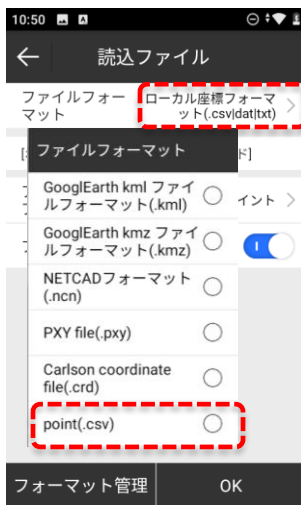 10:50
読込ファイル
ファイルフォー
マット
ローカル座標フォーマ
ット(.csv|dat|txt)
ファイルフォーマット
GooglEarth kml ファイ
ルフォーマット(.kml)
GooglEarth kmz ファイ
ルフォーマット(.kmz)
イント
NETCADフォーマット
(.ncn)
PXY file(.pxy)
Carlson coordinate
file(.crd)
point(.csv)
フォーマット管理
OK